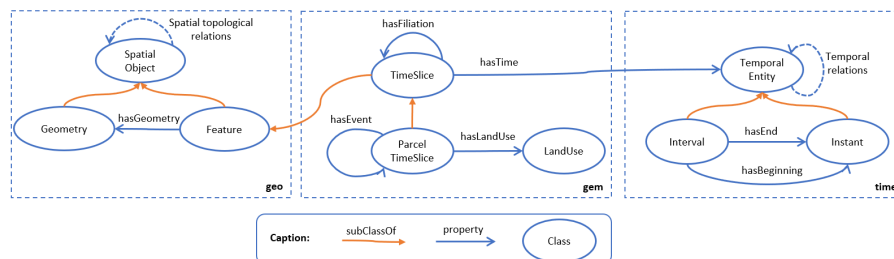 Spatial topological
relations
Spatial
Object
Geometry
hasGeometry
Feature
geo
hasFiliation
TimeSlice
hasTime
hasEvent
Parcel
TimeSlice
hasLandUse
LandUse
gem
Temporal
Entity
Temporal
relations
Interval
hasEnd
Instant
hasBeginning
time
Caption:
subClassOf
property
Class